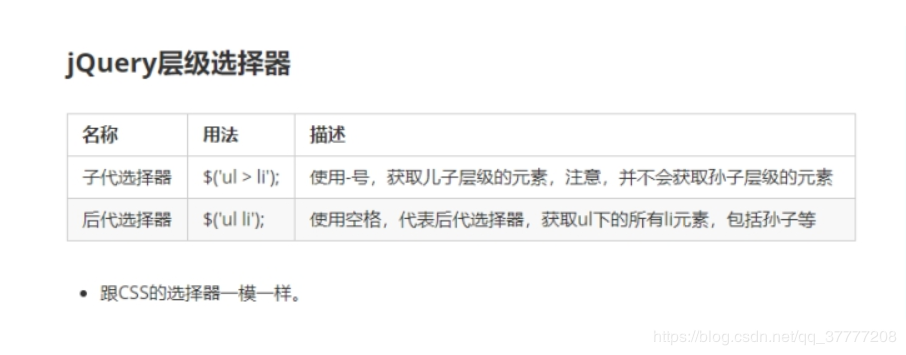 jQuery层级选择器
名称 用法 描述
子代选择器 $('ul > li'); 使用-号，获取儿子层级的元素，注意，并不会获取孙子层级的元素
后代选择器 $('ul li'); 使用空格，代表后代选择器，获取ul下的所有li元素，包括孙子等
跟CSS的选择器一模一样。
https://blog.csdn.net/qq_37777208